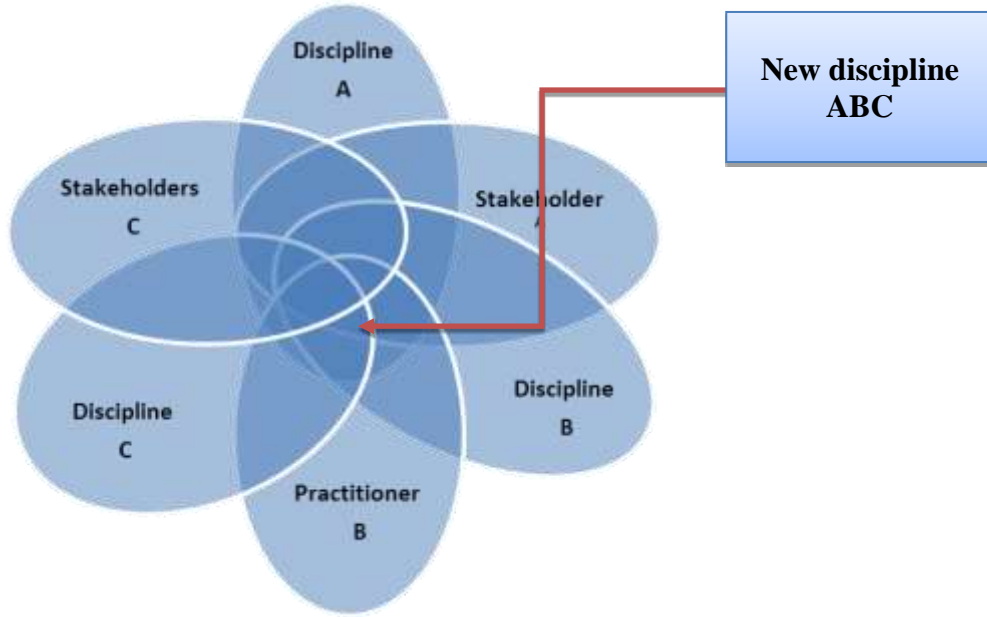 Discipline
A
New discipline
ABC
Stakeholders
C
Stakeholder
Discipline
B
Discipline
C
Practitioner
B